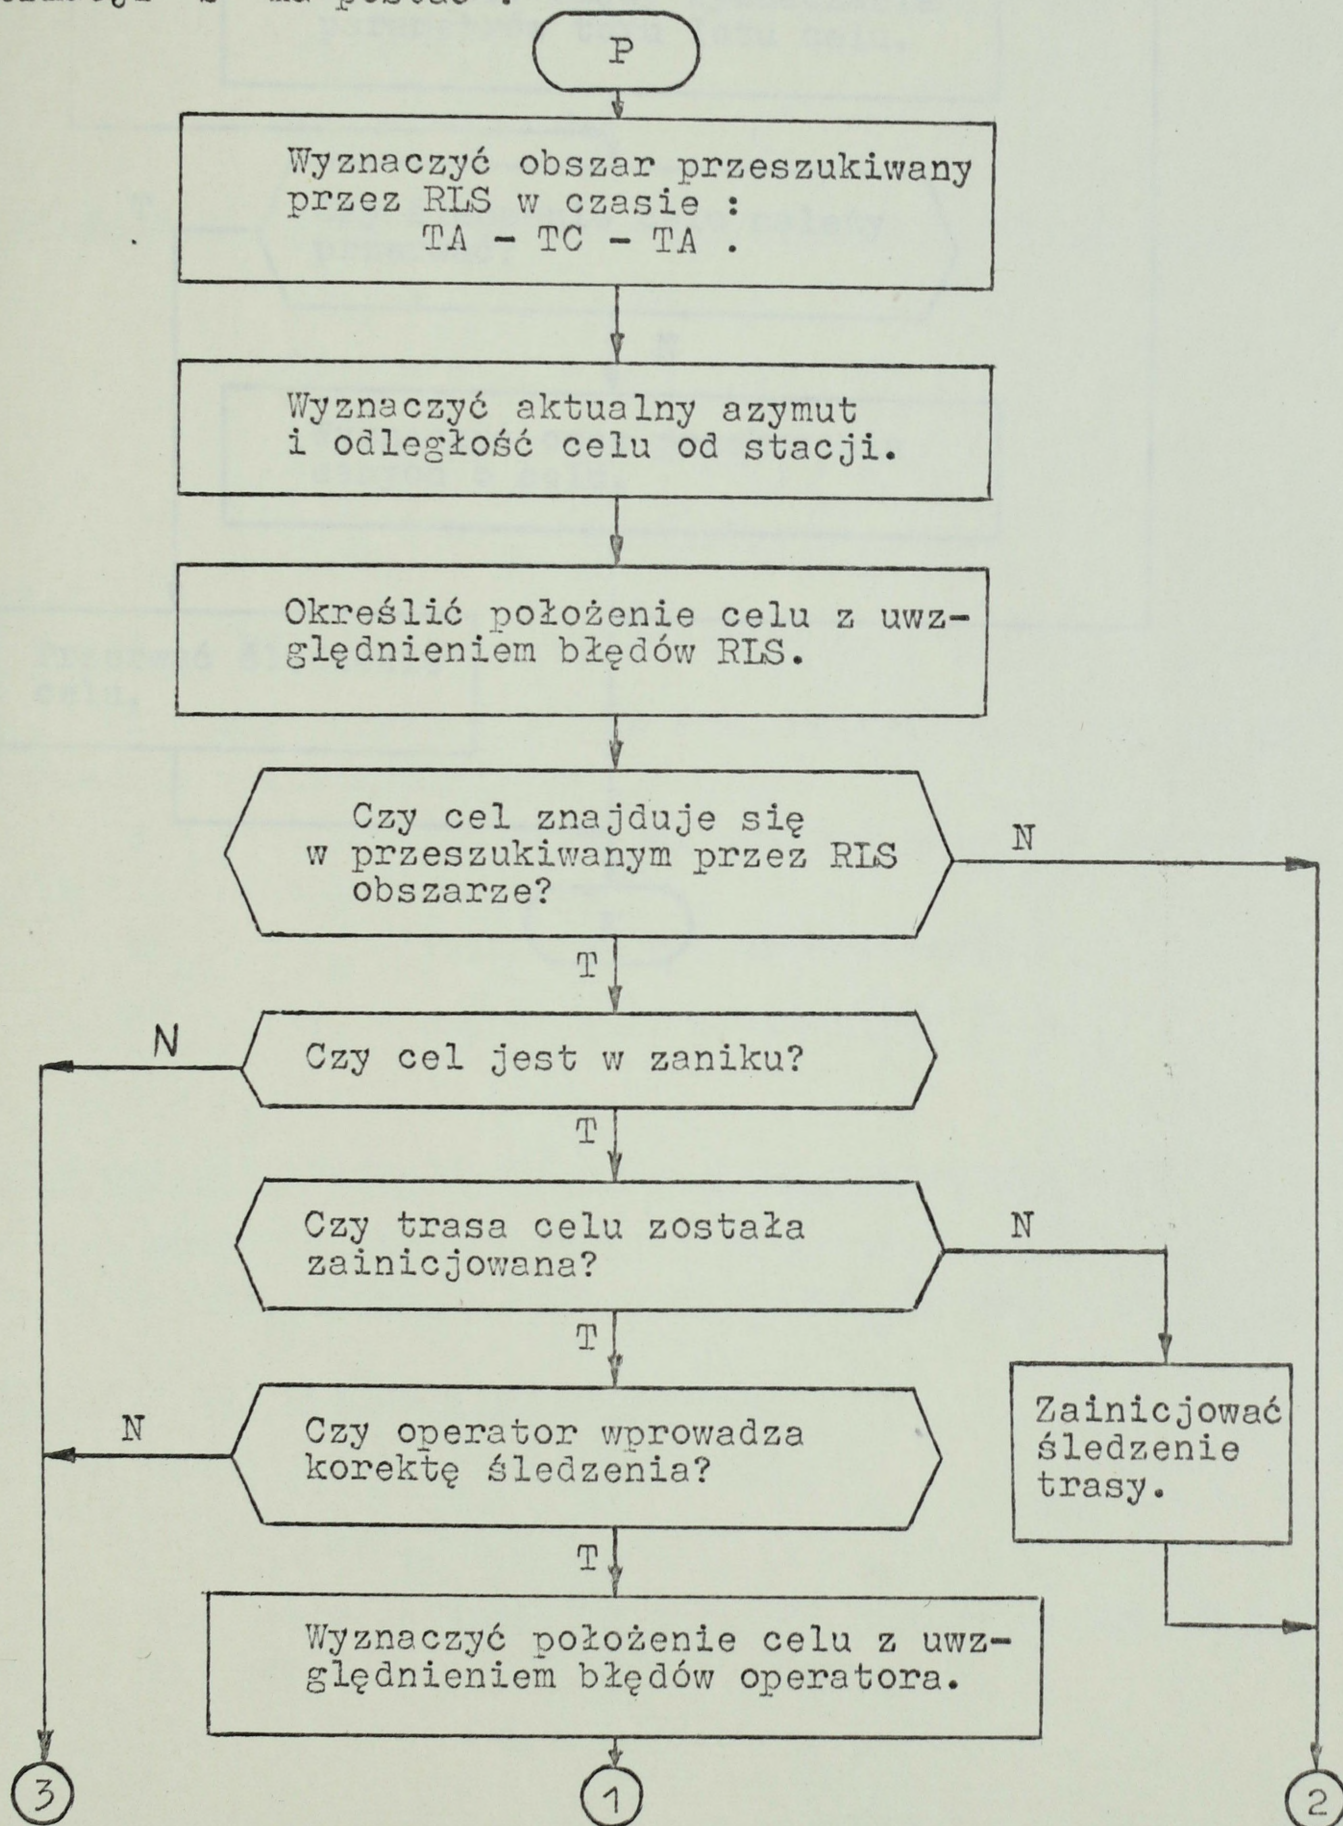 ma postać :
P
Wyznaczyć obszar przeszukiwany
przez RLS w czasie :
TA - TC - TA .
Wyznaczyć aktualny azymut
i odległość celu od stacji.
Określić położenie celu z uwz-
ględnieniem błędów RLS.
Czy cel znajduje się
w przeszukiwanym przez RLS
obszarze?
N
T
N
Czy cel jest w zaniku?
T
Czy trasa celu została
zainicjowana?
N
T
N
Czy operator wprowadza
korektę śledzenia?
Zainicjować
śledzenie
trasy.
T
Wyznaczyć położenie celu z uwz-
ględnieniem błędów operatora.
3
1
2